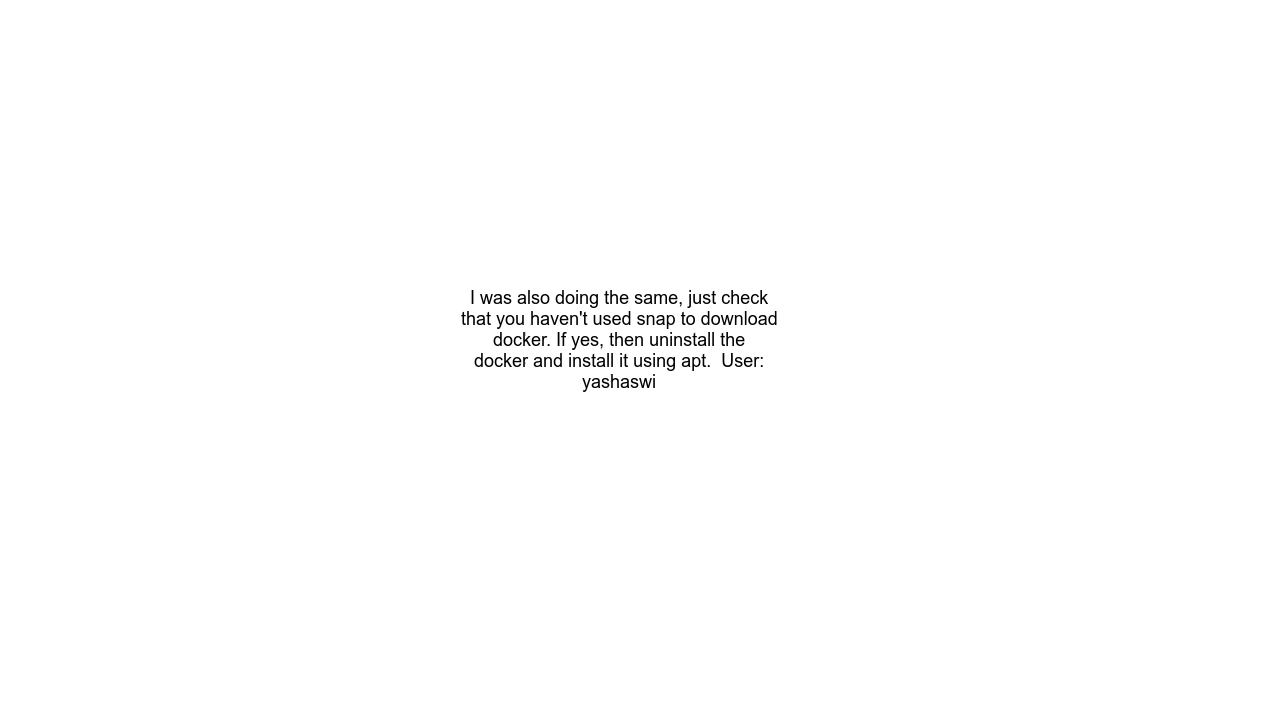 I was also doing the same, just check
that you haven't used snap to download
docker. If yes, then uninstall the
docker and install it using apt.  User:
yashaswi